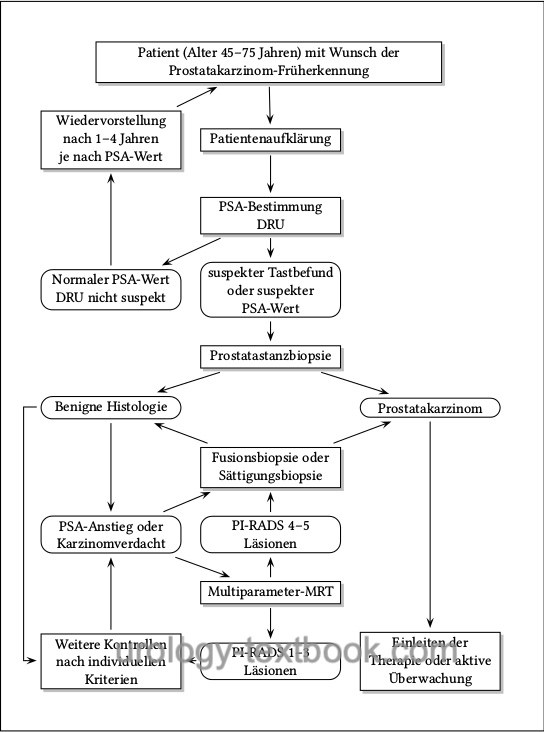 Patient (Alter 45–75 Jahren) mit Wunsch der
Prostatakarzinom-Früherkennung
Wiedervorstellung
nach 1–4 Jahren
je nach PSA-Wert
Patientenaufklärung
PSA-Bestimmung
DRU
Normaler PSA-Wert
DRU nicht suspekt
suspekter Tastbefund
oder suspekter
PSA-Wert
Prostatastanzbiopsie
Benigne Histologie
Prostatakarzinom
Fusionsbiopsie oder
Sättigungsbiopsie
PSA-Anstieg oder
Karzinomverdacht
PI-RADS 4–5
Läsionen
Multiparameter-MRT
Weitere Kontrollen
nach individuellen
Kriterien
PI-RADS 1–3
Läsionen
Einleiten der
Therapie oder aktive
Überwachung
urology-textbook.com